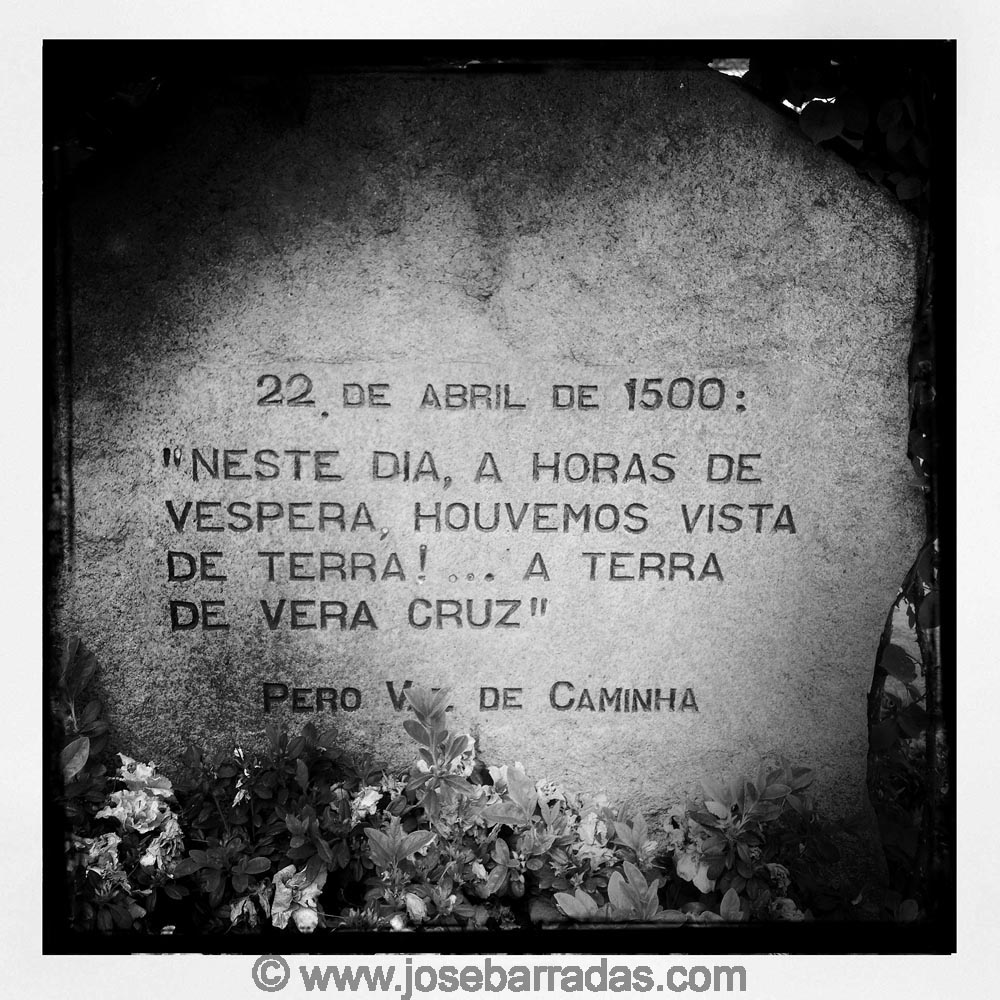 22. DE ABRIL DE 1500:
"NESTE DIA, A HORAS DE
VESPERA, HOUVEMOS VISTA
DE TERRA! ... A TERRA
DE VERA CRUZ"
PERO VAZ DE CAMINHA
© www.josebarradas.com